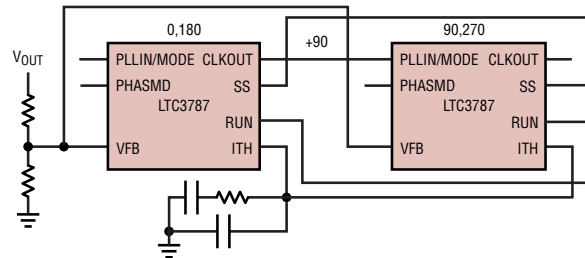 0,180
90,270
+90
VOUT
PLLIN/MODE CLKOUT
PHASMD
SS
LTC3787
RUN
VFB
ITH
PLLIN/MODE CLKOUT
PHASMD
SS
LTC3787
RUN
VFB
ITH